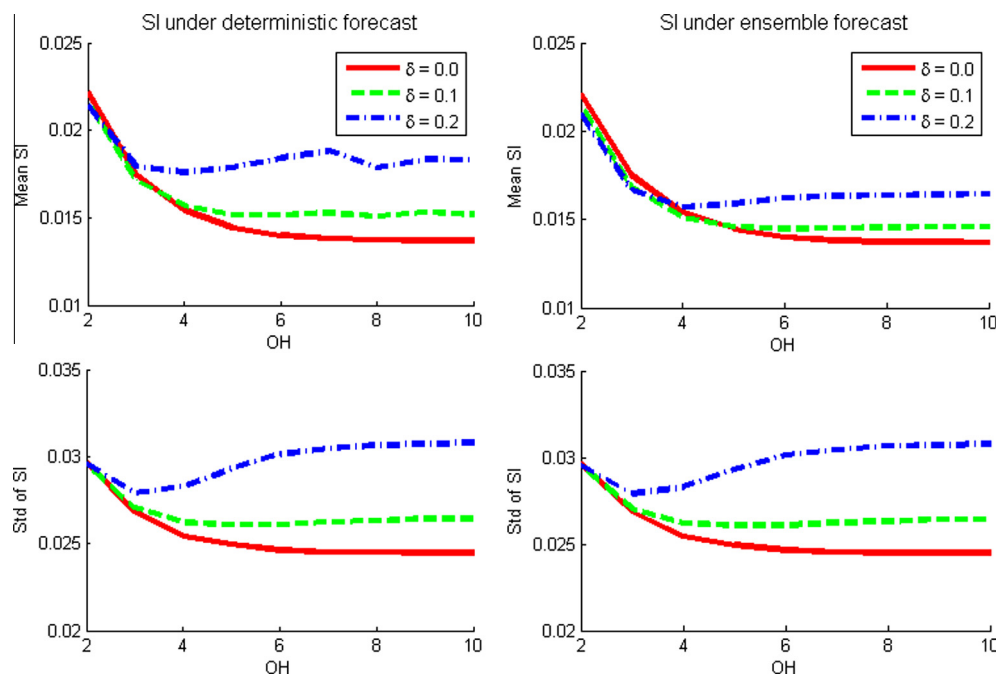 SI under deterministic forecast
0.025
0.02
0.015
0.01
Mean SI
δ = 0.0
δ = 0.1
δ = 0.2
2 4 6 8 10
OH
SI under ensemble forecast
0.025
0.02
0.015
0.01
Mean SI
δ = 0.0
δ = 0.1
δ = 0.2
2 4 6 8 10
OH
0.035
0.03
0.025
0.02
Std of SI
2 4 6 8 10
OH
0.035
0.03
0.025
0.02
Std of SI
2 4 6 8 10
OH